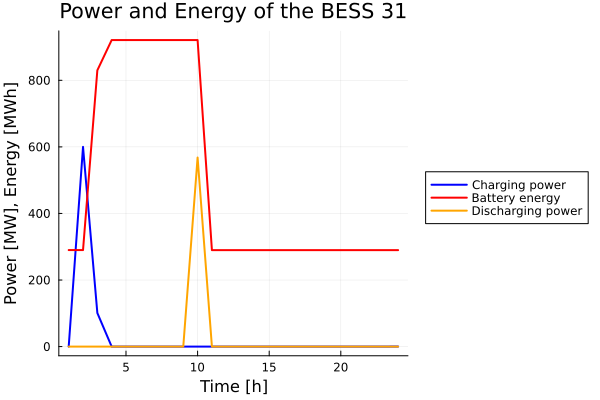 Power and Energy of the BESS 31
Power [MW], Energy [MWh]
800
600
400
200
0
5 10 15 20
Time [h]
Charging power
Battery energy
Discharging power